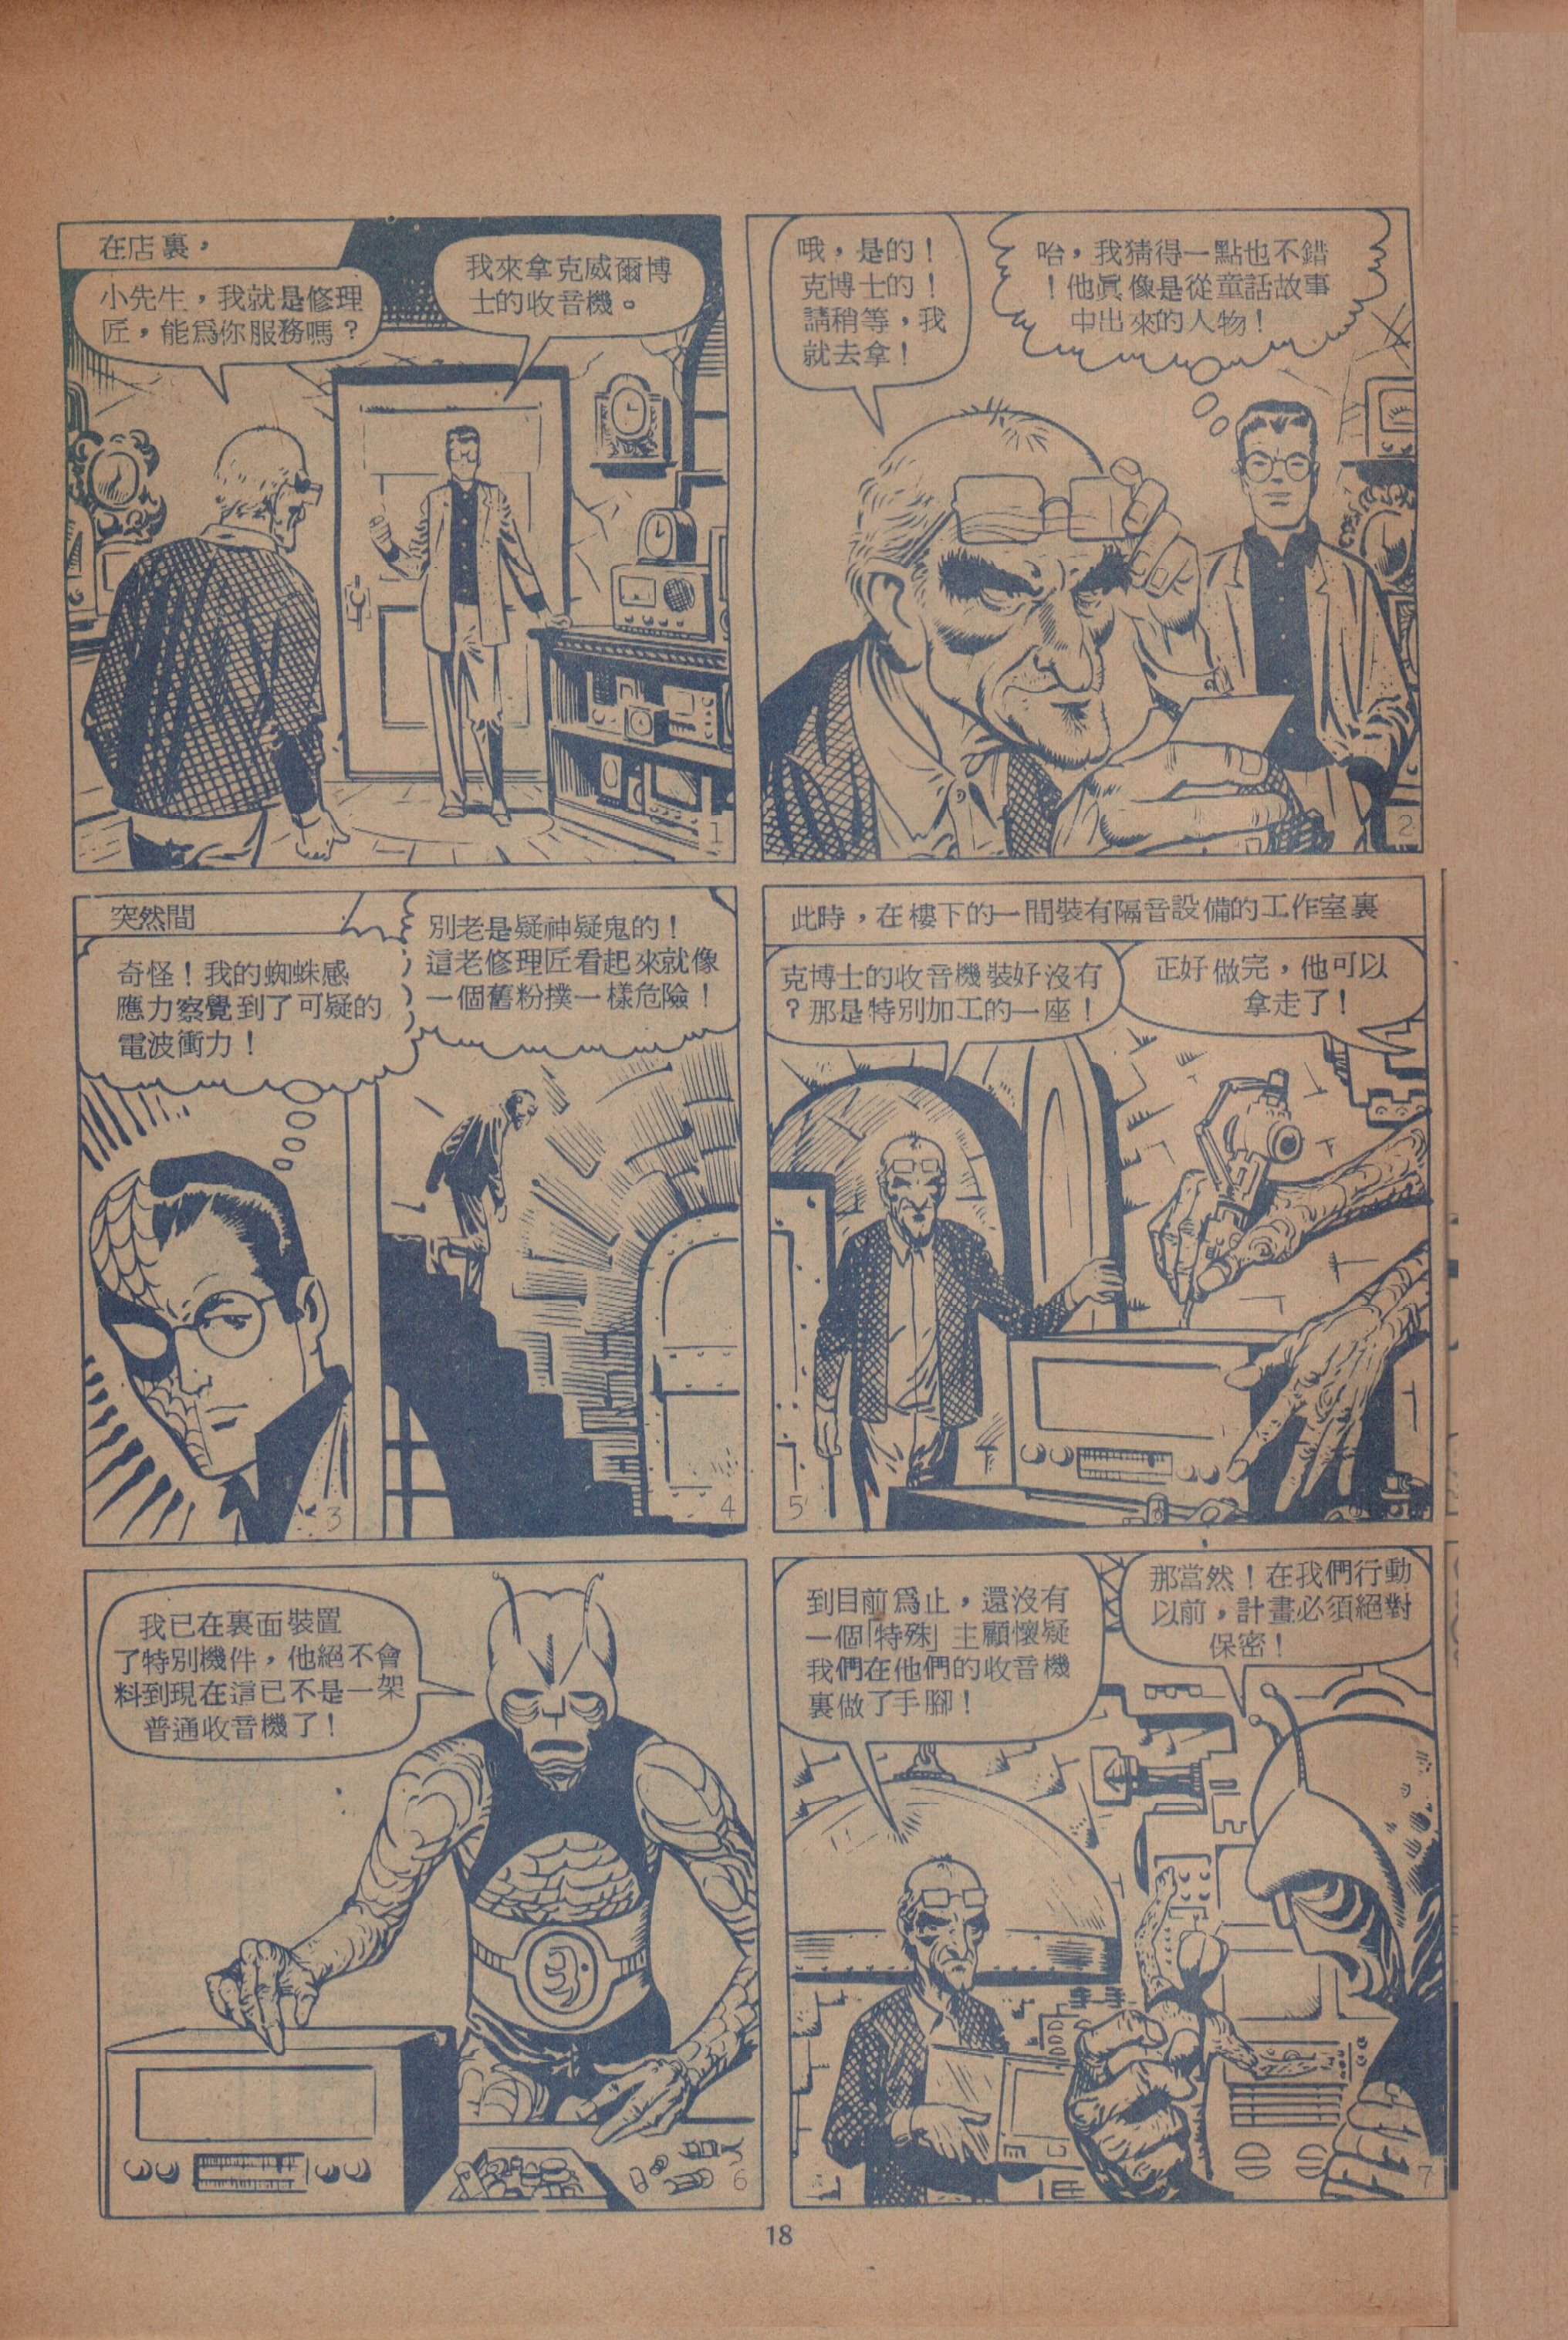 在店裏，
小先生，我就是修理
匠，能爲你服務嗎？
我來拿克威爾博
士的收音機。
1
哦，是的！
克博士的！
請稍等，我
就去拿！
哈，我猜得一點也不錯
！他眞像是從童話故事
中出來的人物！
2
突然間
奇怪！我的蜘蛛感
應力察覺到了可疑的
電波衝力！
3
別老是疑神疑鬼的！
這老修理匠看起來就像
一個舊粉撲一樣危險！
4
此時，在樓下的一間裝有隔音設備的工作室裏
克博士的收音機裝好沒有
？那是特別加工的一座！
正好做完，他可以
拿走了！
5
我已在裏面裝置
了特別機件，他絕不會
料到現在這已不是一架
普通收音機了！
6
到目前爲止，還沒有
一個「特殊」主顧懷疑
我們在他們的收音機
裏做了手腳！
那當然！在我們行動
以前，計畫必須絕對
保密！
7
18